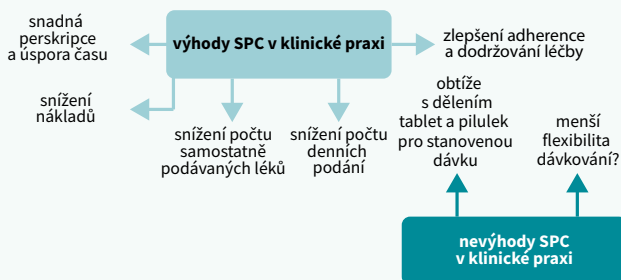 snadná
perskripce
a úspora času
výhody SPC v klinické praxi
zlepšení adherence
a dodržování léčby
snížení
nákladů
snížení počtu
samostatně
podávaných léků
snížení počtu
denních
podání
obtíže
s dělením
tablet a pilulek
pro stanovenou
dávku
menší
flexibilita
dávkování?
nevýhody SPC
v klinické praxi